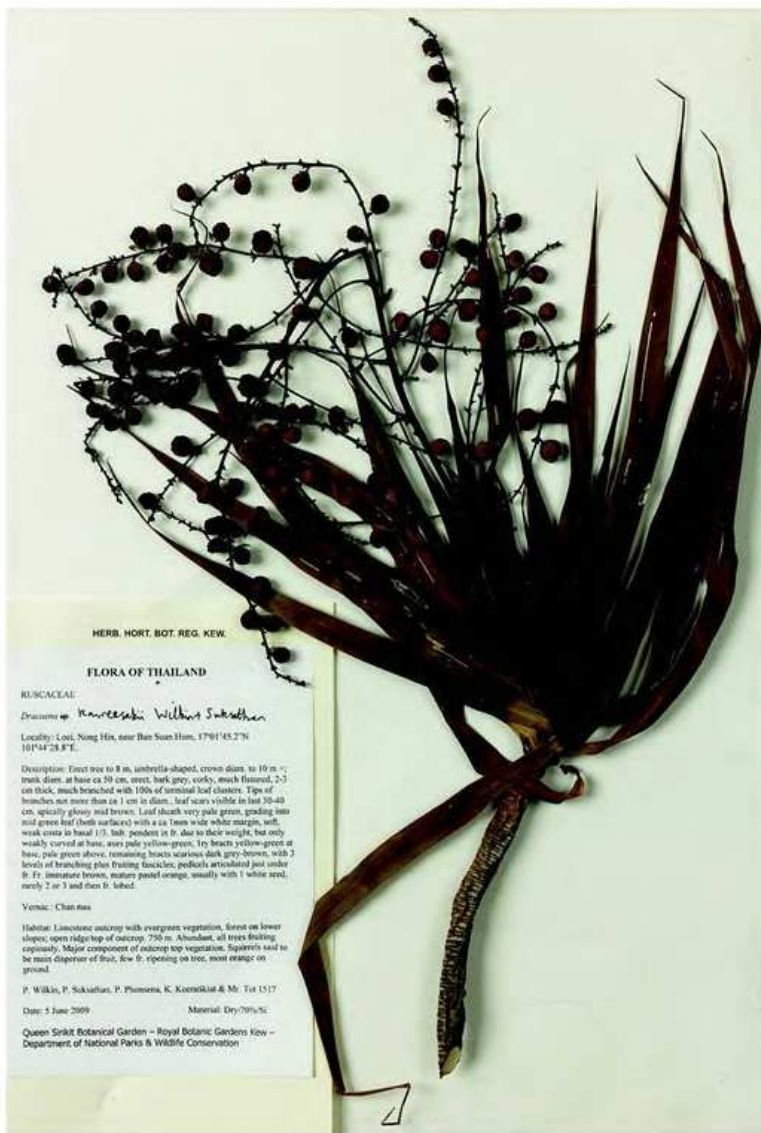 HERB. HORT. BOT. REG. KEW.
FLORA OF THAILAND
RUSCACEAE
Dracaena sp. kaweesakii Wilkin & Suksathan
Locality: Loei, Nong Hin, near Ban Suan Hom, 17°01'45.2"N
101°44'28.8"E.
Description: Erect tree to 8 m, umbrella-shaped, crown diam. to 10 m +;
trunk diam. at base ca 50 cm, erect, bark grey, corky, much fissured, 2-3
cm thick, much branched with 100s of terminal leaf clusters. Tips of
branches not more than ca 1 cm in diam., leaf scars visible in last 30-40
cm, apically glossy mid brown. Leaf sheath very pale green, grading into
mid green leaf (both surfaces) with a ca 1mm wide white margin, soft,
weak costa in basal 1/3. Infr. pendent in fr. due to their weight, but only
weakly curved at base, axes pale yellow-green, 1ry bracts yellow-green at
base, pale green above, remaining bracts scarious dark grey-brown, with 3
levels of branching plus fruiting fascicles; pedicels articulated just under
fr. Fr. immature brown, mature pastel orange, usually with 1 white seed,
rarely 2 or 3 and then fr. lobed.
Vernac.: Chan naa
Habitat: Limestone outcrop with evergreen vegetation, forest on lower
slopes; open ridge/top of outcrop. 750 m. Abundant, all trees fruiting
copiously. Major component of outcrop top vegetation. Squirrels said to
be main disperser of fruit, few fr. ripening on tree, most orange on
ground.
P. Wilkin, P. Suksathan, P. Phonsena, K. Keeratikiat & Mr. Tot 1517
Date: 5 June 2009 Material: Dry/70%/Si
Queen Sirikit Botanical Garden – Royal Botanic Gardens Kew –
Department of National Parks & Wildlife Conservation